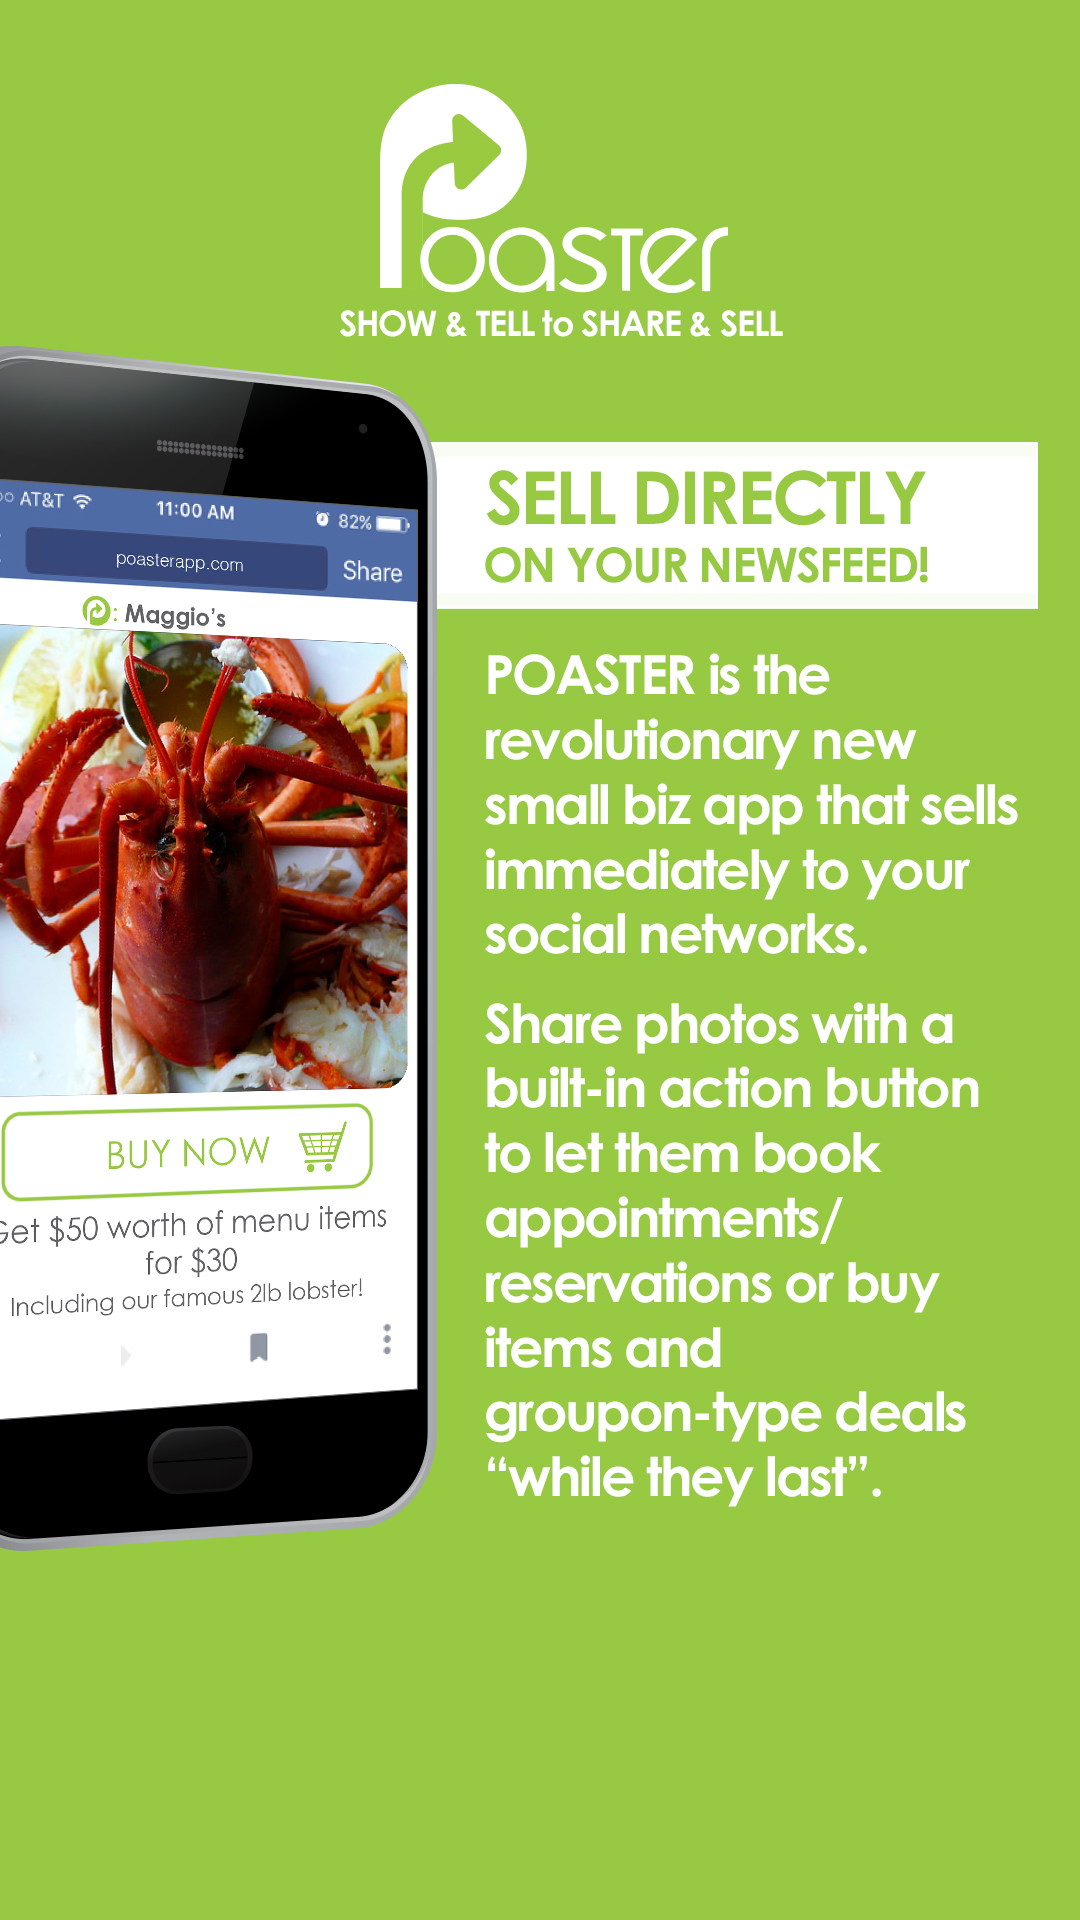 Poaster
SHOW & TELL to SHARE & SELL
SELL DIRECTLY
ON YOUR NEWSFEED!
POASTER is the
revolutionary new
small biz app that sells
immediately to your
social networks.
Share photos with a
built-in action button
to let them book
appointments/
reservations or buy
items and
groupon-type deals
“while they last”.
AT&T 11:00 AM 82%
poasterapp.com Share
: Maggio's
BUY NOW
Get $50 worth of menu items
for $30
Including our famous 2lb lobster!